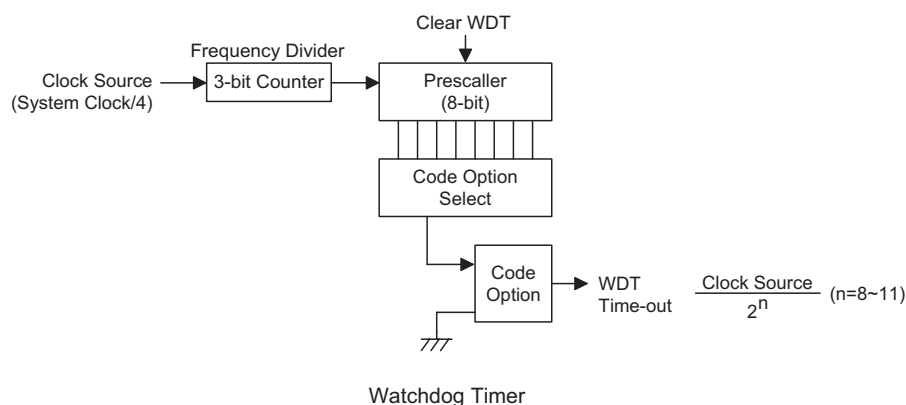 Clear WDT
Frequency Divider
Clock Source
(System Clock/4)
3-bit Counter
Prescaller
(8-bit)
Code Option
Select
Code
Option
WDT
Time-out
Clock Source
2^n
(n=8~11)
Watchdog Timer